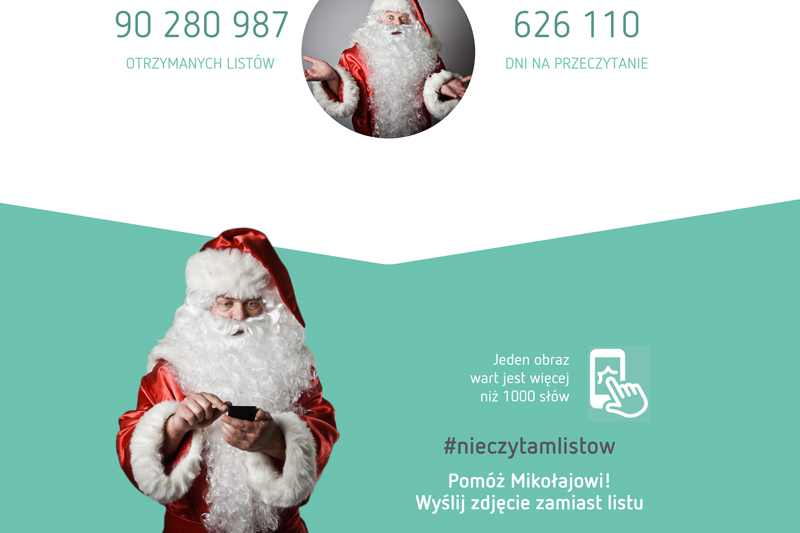 90 280 987
OTRZYMANYCH LISTÓW
626 110
DNI NA PRZECZYTANIE
Jeden obraz
wart jest więcej
niż 1000 słów
#nieczytamlistow
Pomóż Mikołajowi!
Wyślij zdjęcie zamiast listu